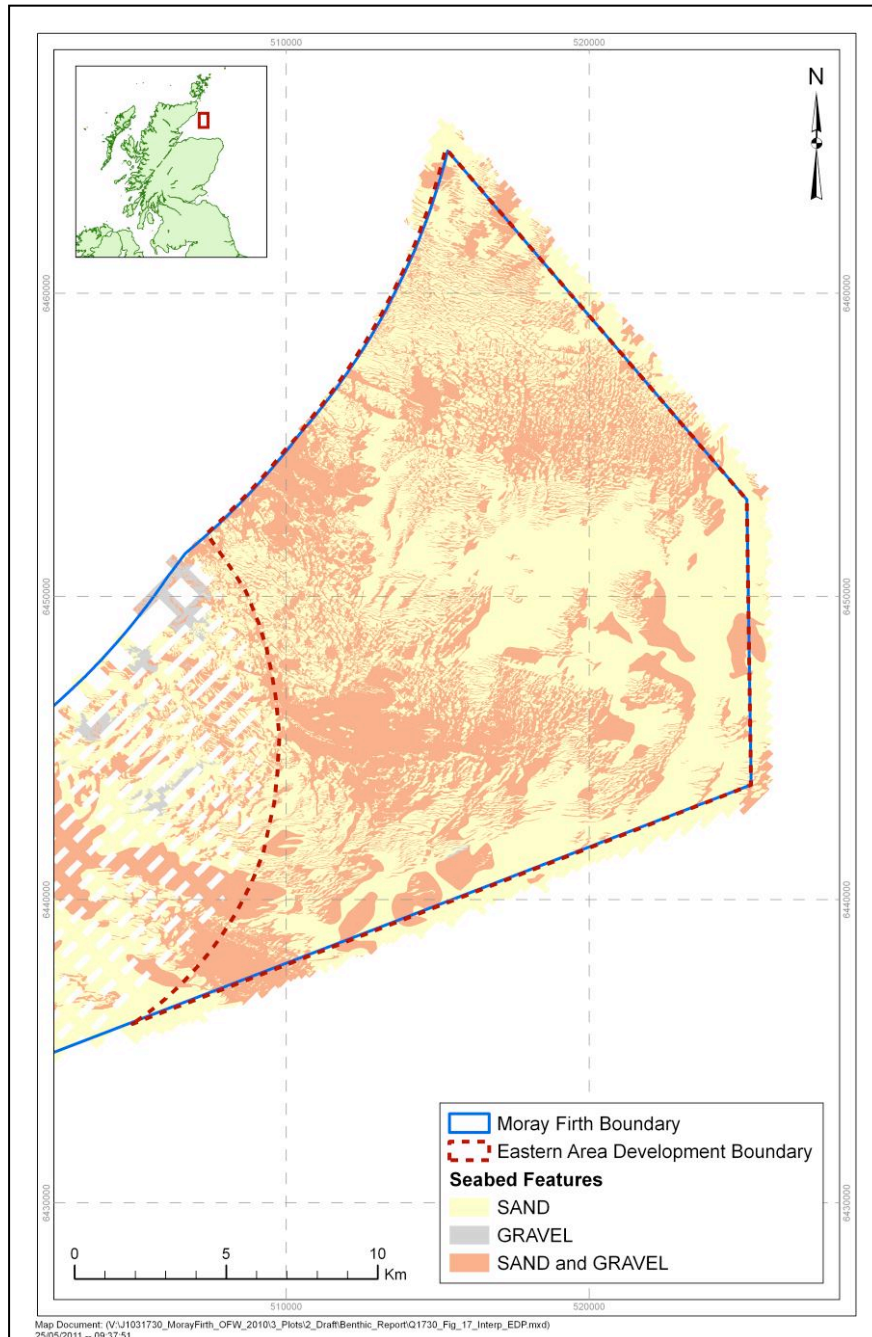 510000
520000
N
6460000
6460000
6450000
6450000
6440000
6440000
6430000
6430000
Moray Firth Boundary
Eastern Area Development Boundary
Seabed Features
SAND
GRAVEL
SAND and GRAVEL
0 5 10
Km
510000
520000
Map Document: (V:\J1031730_MorayFirth_OFW_2010\3_Plots\2_Draft\Benthic_Report\Q1730_Fig_17_Interp_EDP.mxd)
25/05/2011 -- 09:37:51